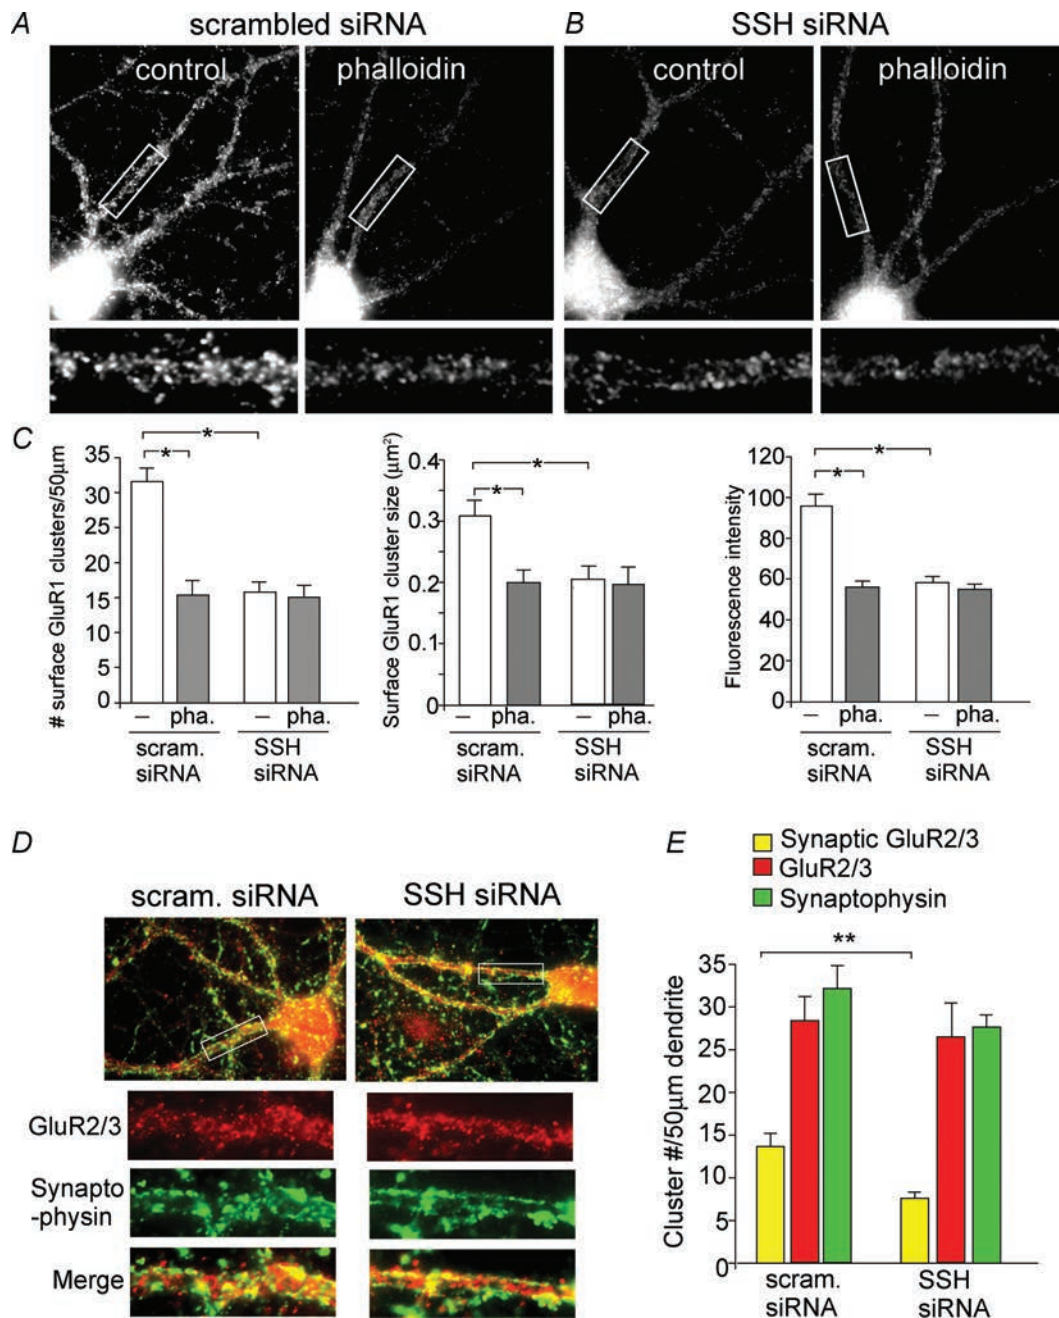 A scrambled siRNA
B SSH siRNA
control
phalloidin
control
phalloidin
C
# surface GluR1 clusters/50μm
35
30
25
20
15
10
5
0
*
*
– pha. – pha.
scram. siRNA
SSH siRNA
Surface GluR1 cluster size (μm²)
0.4
0.3
0.2
0.1
0
*
*
– pha. – pha.
scram. siRNA
SSH siRNA
Fluorescence intensity
120
100
80
60
40
20
0
*
*
– pha. – pha.
scram. siRNA
SSH siRNA
D
scram. siRNA
SSH siRNA
GluR2/3
Synapto
-physin
Merge
E
Synaptic GluR2/3
GluR2/3
Synaptophysin
**
Cluster #/50μm dendrite
35
30
25
20
15
10
5
0
scram. siRNA
SSH siRNA